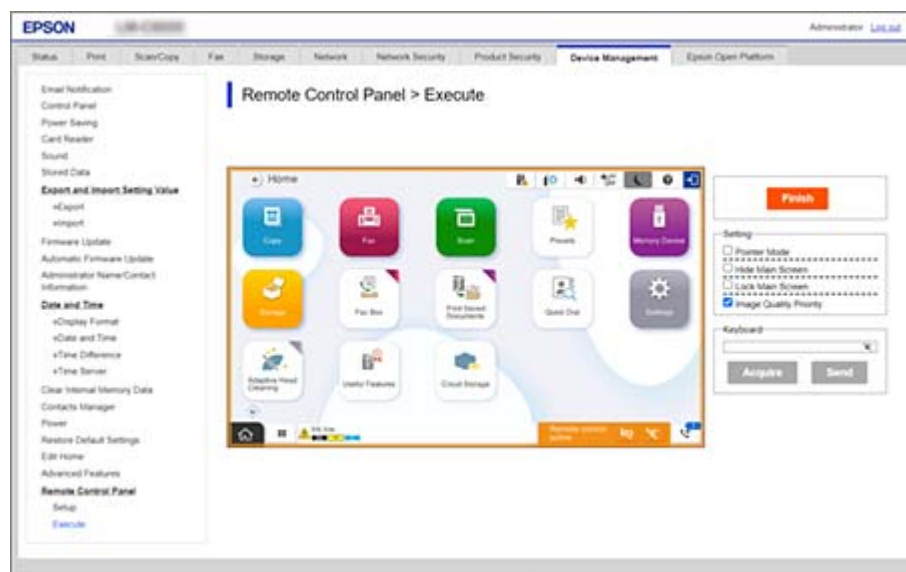 EPSON
Administrator Log out
Status Print Scan/Copy Fax Storage Network Network Security Product Security Device Management Epson Open Platform
Email Notification
Control Panel
Power Saving
Card Reader
Sound
Stored Data
Export and Import Setting Value
»Export
»Import
Firmware Update
Automatic Firmware Update
Administrator Name/Contact
Information
Date and Time
»Display Format
»Date and Time
»Time Difference
»Time Server
Clear Internal Memory Data
Contacts Manager
Power
Restore Default Settings
Edit Home
Advanced Features
Remote Control Panel
Setup
Execute
Remote Control Panel > Execute
Home
Copy
Fax
Scan
Presets
Memory Device
Storage
Fax Box
Print Saved
Documents
Quick Dial
Settings
Adaptive Head
Cleaning
Useful Features
Cloud Storage
Remote control
active
Finish
Setting
Pointer Mode
Hide Main Screen
Lock Main Screen
Image Quality Priority
Keyboard
Acquire Send